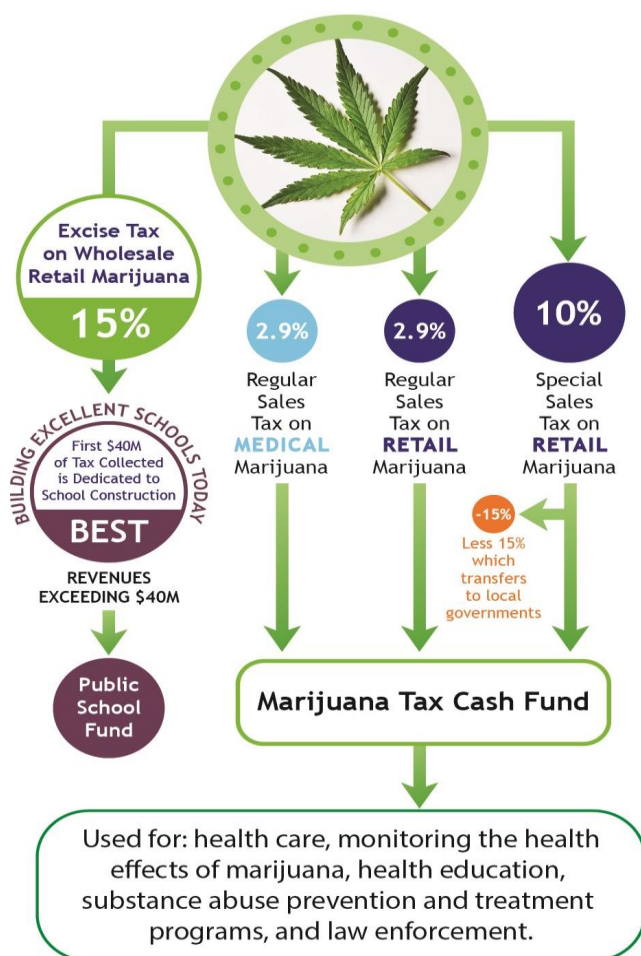 Excise Tax
on Wholesale
Retail Marijuana
15%
BUILDING EXCELLENT SCHOOLS TODAY
First $40M
of Tax Collected
is Dedicated to
School Construction
BEST
REVENUES
EXCEEDING $40M
Public
School
Fund
2.9%
Regular
Sales
Tax on
MEDICAL
Marijuana
2.9%
Regular
Sales
Tax on
RETAIL
Marijuana
10%
Special
Sales
Tax on
RETAIL
Marijuana
-15%
Less 15%
which
transfers
to local
governments
Marijuana Tax Cash Fund
Used for: health care, monitoring the health
effects of marijuana, health education,
substance abuse prevention and treatment
programs, and law enforcement.